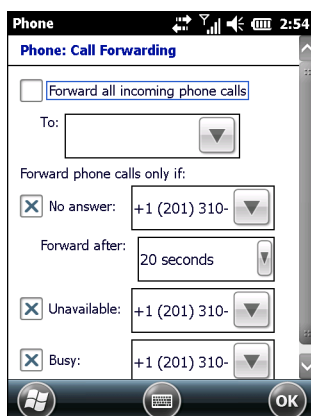 Phone 2:54
Phone: Call Forwarding
Forward all incoming phone calls
To:
Forward phone calls only if:
No answer: +1 (201) 310-
Forward after: 20 seconds
Unavailable: +1 (201) 310-
Busy: +1 (201) 310-
OK